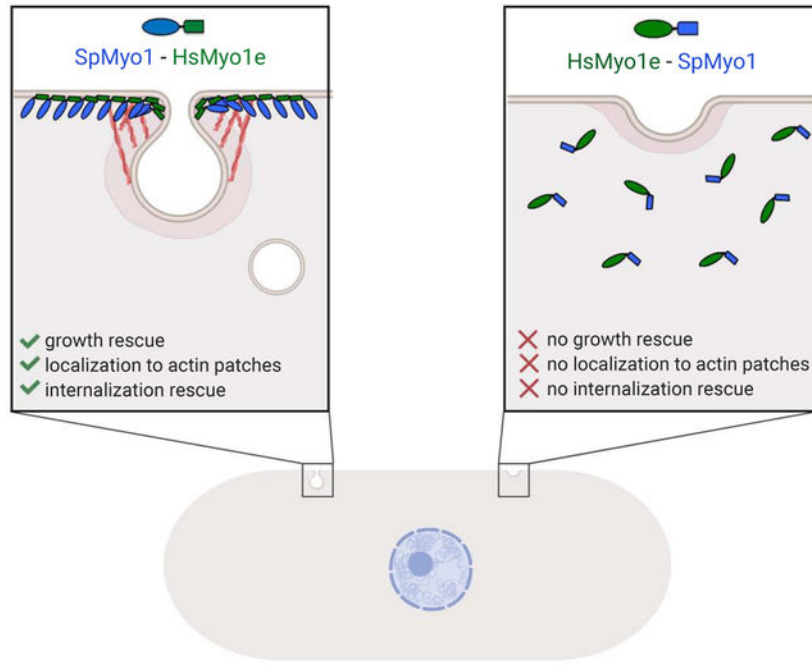 SpMyo1 - HsMyo1e
growth rescue
localization to actin patches
internalization rescue
HsMyo1e - SpMyo1
no growth rescue
no localization to actin patches
no internalization rescue